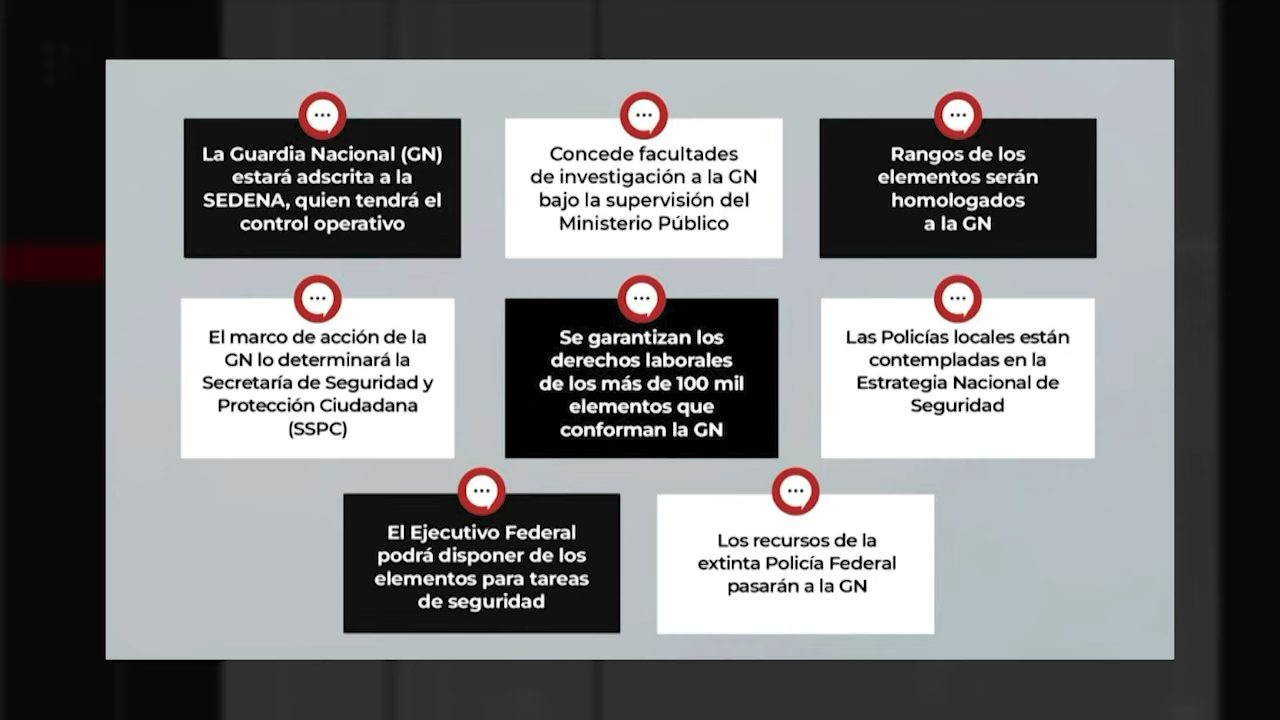 La Guardia Nacional (GN)
estará adscrita a la
SEDENA, quien tendrá el
control operativo
Concede facultades
de investigación a la GN
bajo la supervisión del
Ministerio Público
Rangos de los
elementos serán
homologados
a la GN
El marco de acción de la
GN lo determinará la
Secretaría de Seguridad y
Protección Ciudadana
(SSPC)
Se garantizan los
derechos laborales
de los más de 100 mil
elementos que
conforman la GN
Las Policías locales están
contempladas en la
Estrategia Nacional de
Seguridad
El Ejecutivo Federal
podrá disponer de los
elementos para tareas
de seguridad
Los recursos de la
extinta Policía Federal
pasarán a la GN